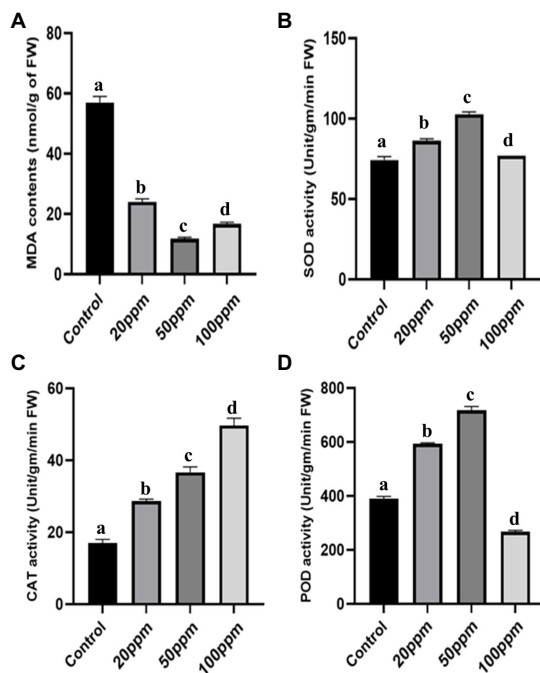 A
MDA contents (nmol/g of FW)
80
60
40
20
0
a
b
c
d
Control
20ppm
50ppm
100ppm
B
SOD activity (Unit/gm/min FW)
150
100
50
0
a
b
c
d
Control
20ppm
50ppm
100ppm
C
CAT activity (Unit/gm/min FW)
60
40
20
0
a
b
c
d
Control
20ppm
50ppm
100ppm
D
POD activity (Unit/gm/min FW)
800
600
400
200
0
a
b
c
d
Control
20ppm
50ppm
100ppm